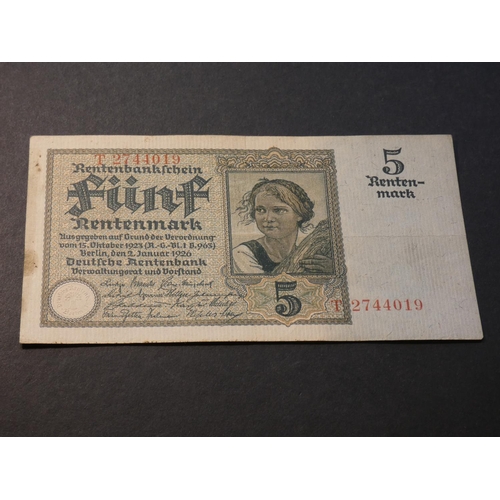 T 2744019
Rentenbankschein
Fünf
Rentenmark
Ausgegeben auf Grund der Verordnung
vom 15. Oktober 1923 (R.-G.-Bl. I S. 963)
Berlin, den 2. Januar 1926
Deutsche Rentenbank
Verwaltungsrat und Vorstand
5
5
Renten-
mark
T 2744019